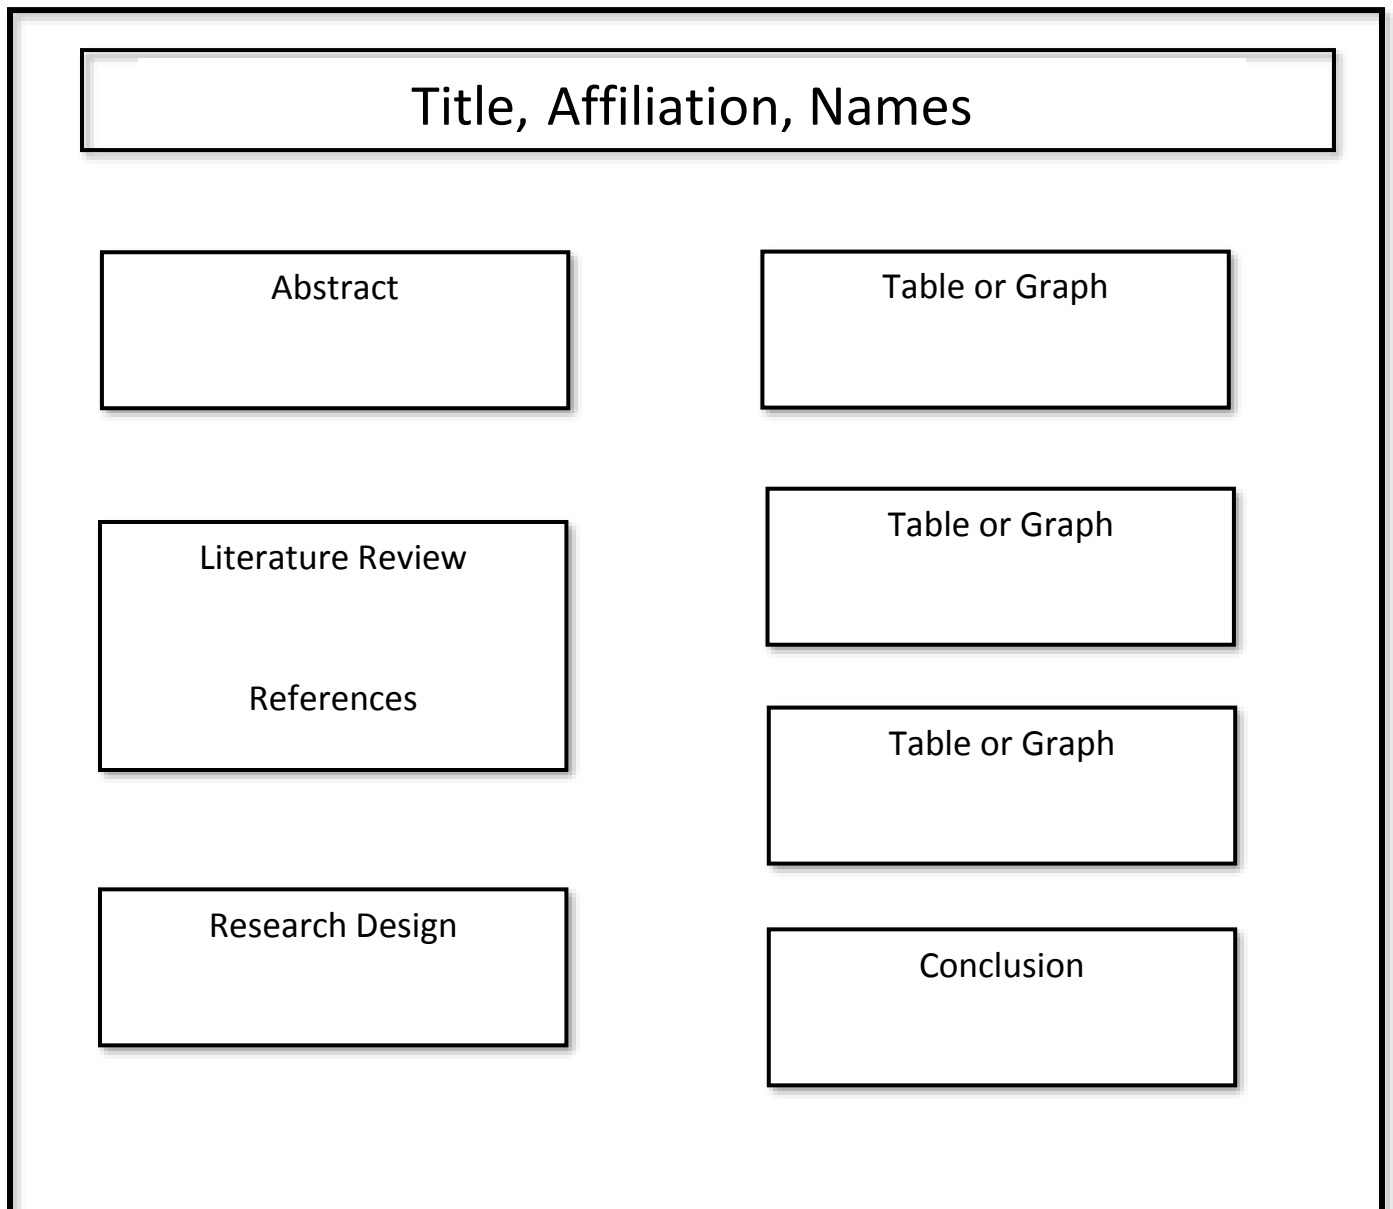 Title, Affiliation, Names
Abstract
Literature Review
References
Research Design
Table or Graph
Table or Graph
Table or Graph
Conclusion